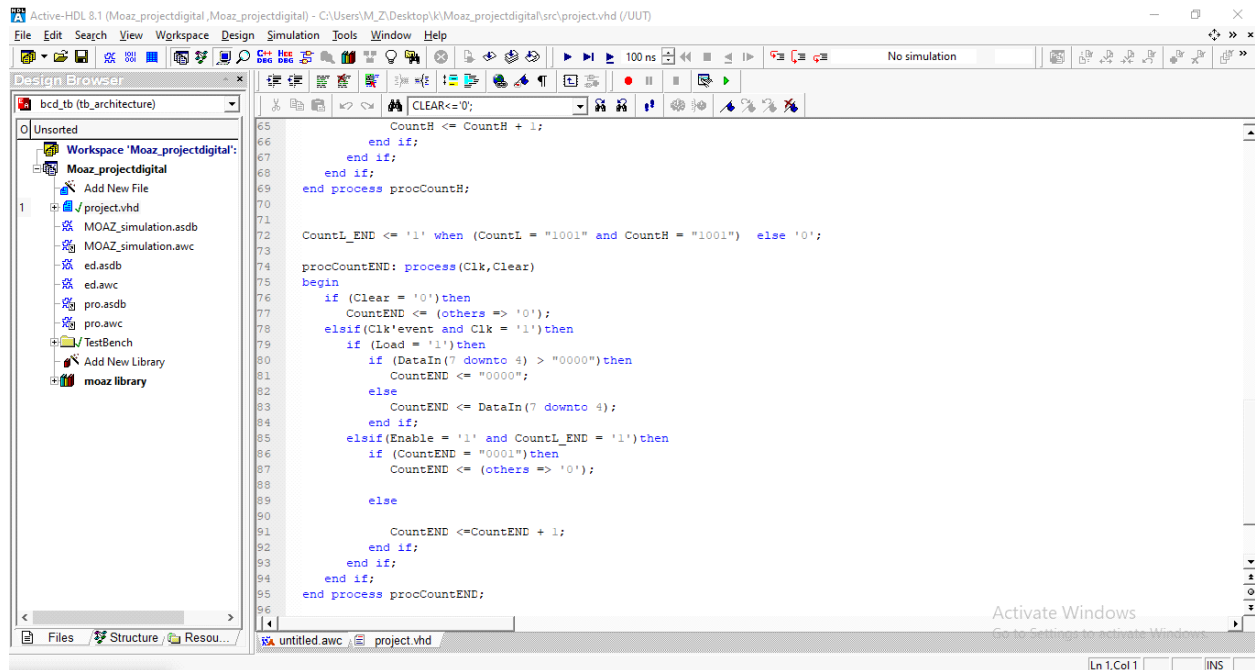 Active-HDL 8.1 (Moaz_projectdigital ,Moaz_projectdigital) - C:\Users\M_Z\Desktop\k\Moaz_projectdigital\src\project.vhd (/UUT)
File Edit Search View Workspace Design Simulation Tools Window Help
100 ns No simulation
Design Browser
bcd_tb (tb_architecture)
CLEAR<='0';
O Unsorted
Workspace 'Moaz_projectdigital':
Moaz_projectdigital
Add New File
1 project.vhd
MOAZ_simulation.asdb
MOAZ_simulation.awc
ed.asdb
ed.awc
pro.asdb
pro.awc
TestBench
Add New Library
moaz library
Files Structure Resou...
65 CountH <= CountH + 1;
66 end if;
67 end if;
68 end if;
69 end process procCountH;
70
71
72 CountL_END <= '1' when (CountL = "1001" and CountH = "1001") else '0';
73
74 procCountEND: process(Clk,Clear)
75 begin
76 if (Clear = '0')then
77 CountEND <= (others => '0');
78 elsif(Clk'event and Clk = '1')then
79 if (Load = '1')then
80 if (DataIn(7 downto 4) > "0000")then
81 CountEND <= "0000";
82 else
83 CountEND <= DataIn(7 downto 4);
84 end if;
85 elsif(Enable = '1' and CountL_END = '1')then
86 if (CountEND = "0001")then
87 CountEND <= (others => '0');
88
89 else
90
91 CountEND <=CountEND + 1;
92 end if;
93 end if;
94 end if;
95 end process procCountEND;
96
untitled.awc project.vhd
Activate Windows
Go to Settings to activate Windows.
Ln 1,Col 1 INS